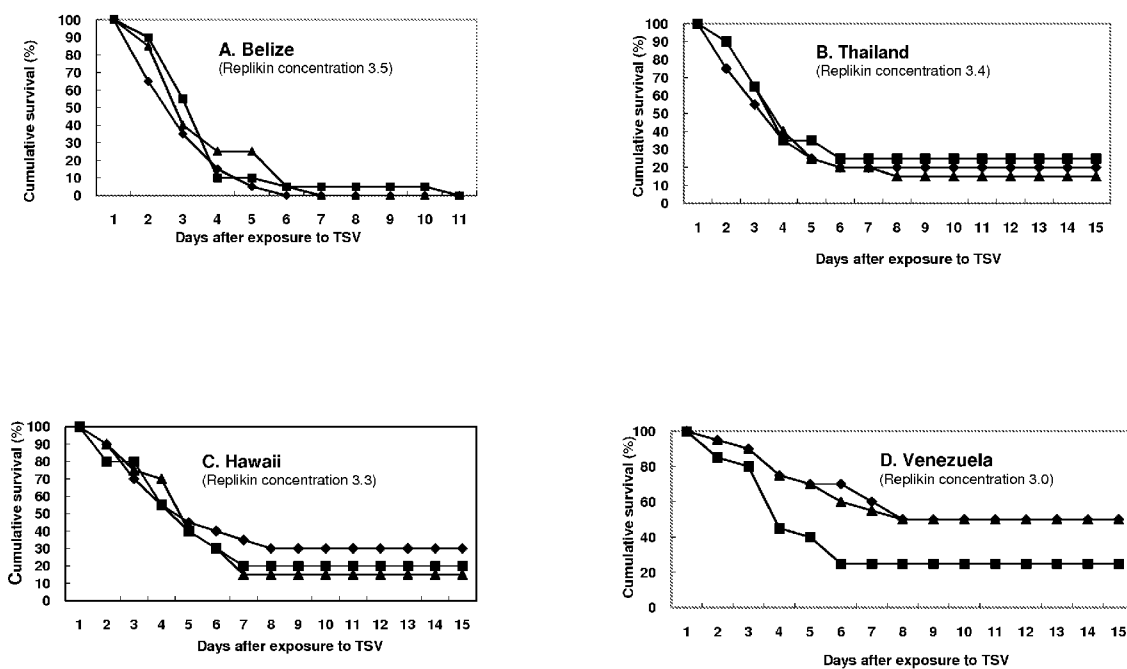 A. Belize
(Replikin concentration 3.5)
Cumulative survival (%)
100
90
80
70
60
50
40
30
20
10
0
1 2 3 4 5 6 7 8 9 10 11
Days after exposure to TSV
B. Thailand
(Replikin concentration 3.4)
Cumulative survival (%)
100
90
80
70
60
50
40
30
20
10
0
1 2 3 4 5 6 7 8 9 10 11 12 13 14 15
Days after exposure to TSV
C. Hawaii
(Replikin concentration 3.3)
Cumulative survival (%)
100
90
80
70
60
50
40
30
20
10
0
1 2 3 4 5 6 7 8 9 10 11 12 13 14 15
Days after exposure to TSV
D. Venezuela
(Replikin concentration 3.0)
Cumulative survival (%)
100
80
60
40
20
0
1 2 3 4 5 6 7 8 9 10 11 12 13 14 15
Days after exposure to TSV